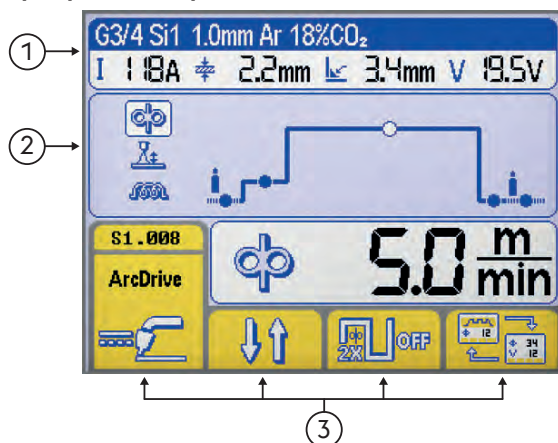 G3/4 Si1 1.0mm Ar 18%CO₂
I 118A 2.2mm 3.4mm V 19.5V
1
2
S1.008
ArcDrive
5.0 m/min
2X OFF
12
34
V 12
3